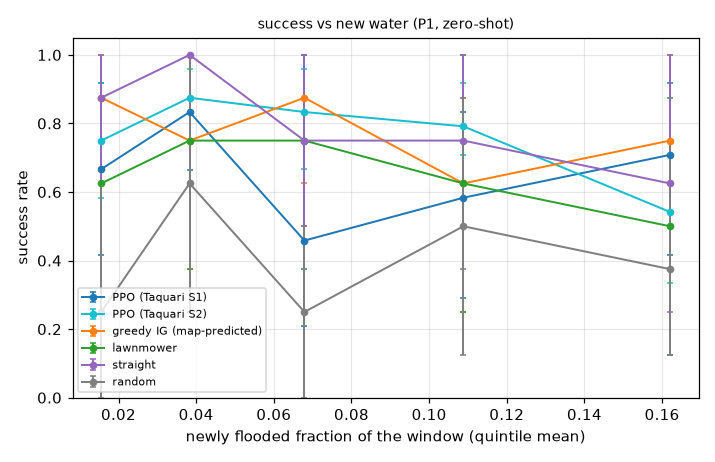 success vs new water (P1, zero-shot)
1.0
0.8
0.6
0.4
0.2
0.0
success rate
PPO (Taquari S1)
PPO (Taquari S2)
greedy IG (map-predicted)
lawnmower
straight
random
0.02 0.04 0.06 0.08 0.10 0.12 0.14 0.16
newly flooded fraction of the window (quintile mean)